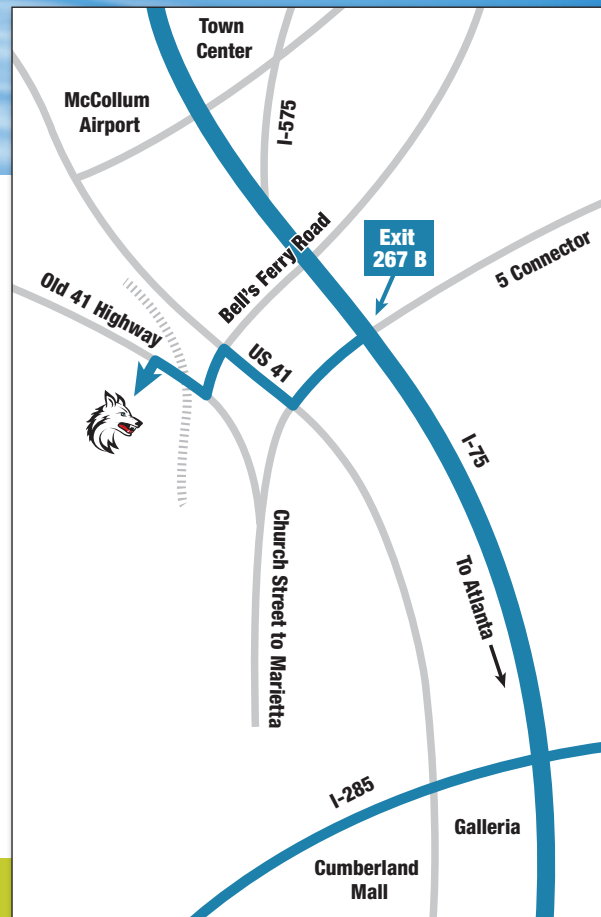 Town
Center
McCollum
Airport
I-575
Bell's Ferry Road
Exit
267 B
5 Connector
Old 41 Highway
US 41
I-75
Church Street to Marietta
To Atlanta
I-285
Galleria
Cumberland
Mall